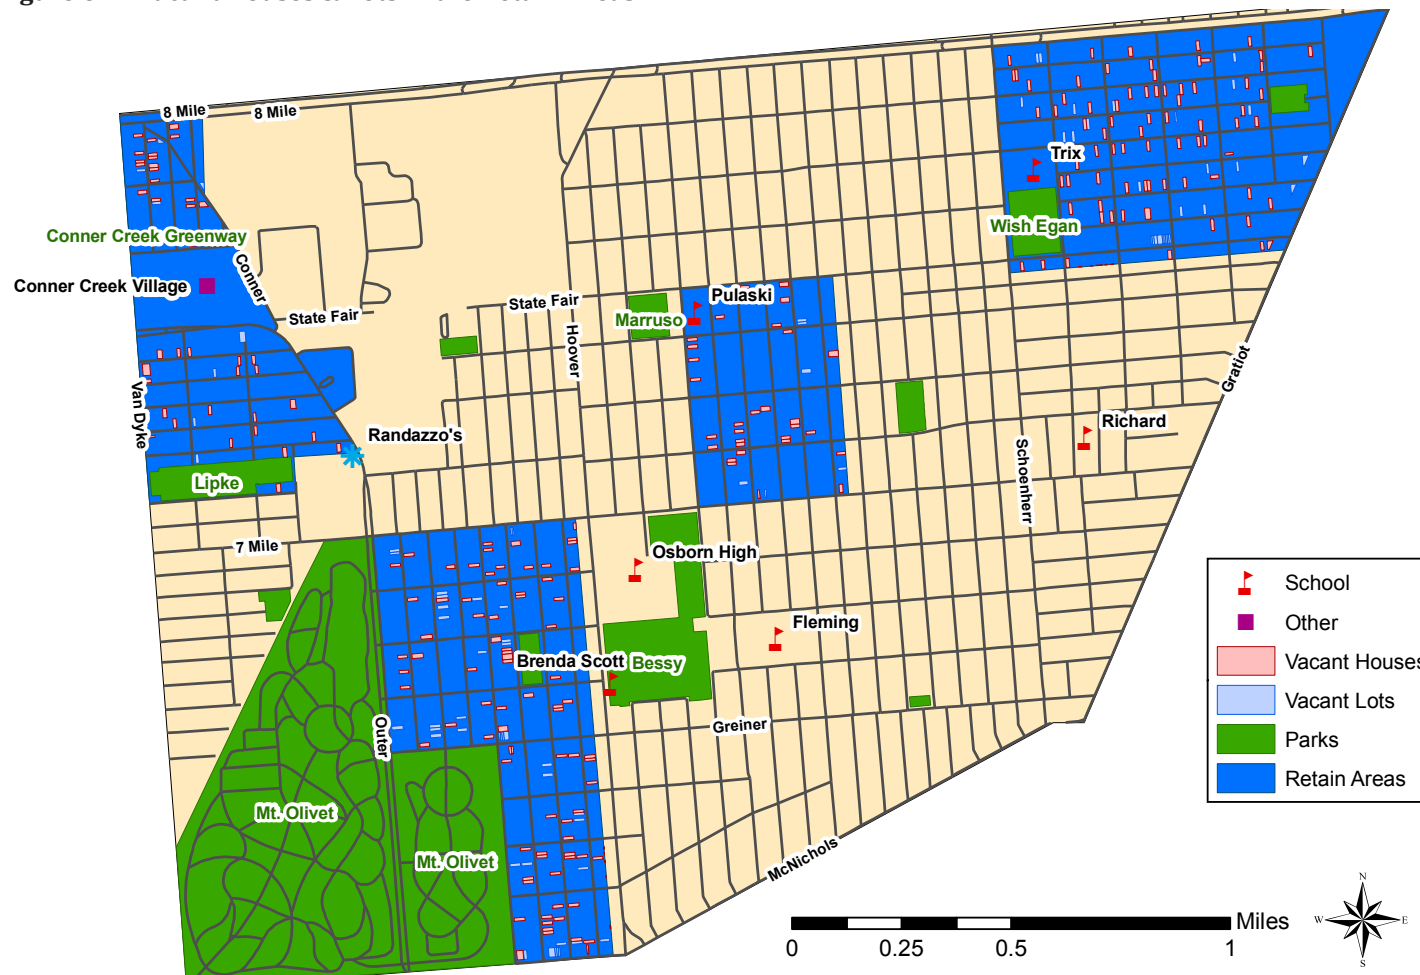 8 Mile
8 Mile
Trix
Wish Egan
Conner Creek Greenway
Conner
Conner Creek Village
State Fair
State Fair
Pulaski
Marruso
Hoover
Gratiot
Van Dyke
Randazzo's
Richard
Schoenherr
Lipke
7 Mile
Osborn High
Fleming
Brenda Scott
Bessy
Outer
Greiner
Mt. Olivet
Mt. Olivet
McNichols
School
Other
Vacant Houses
Vacant Lots
Parks
Retain Areas
Miles
0 0.25 0.5 1
N
W E
S